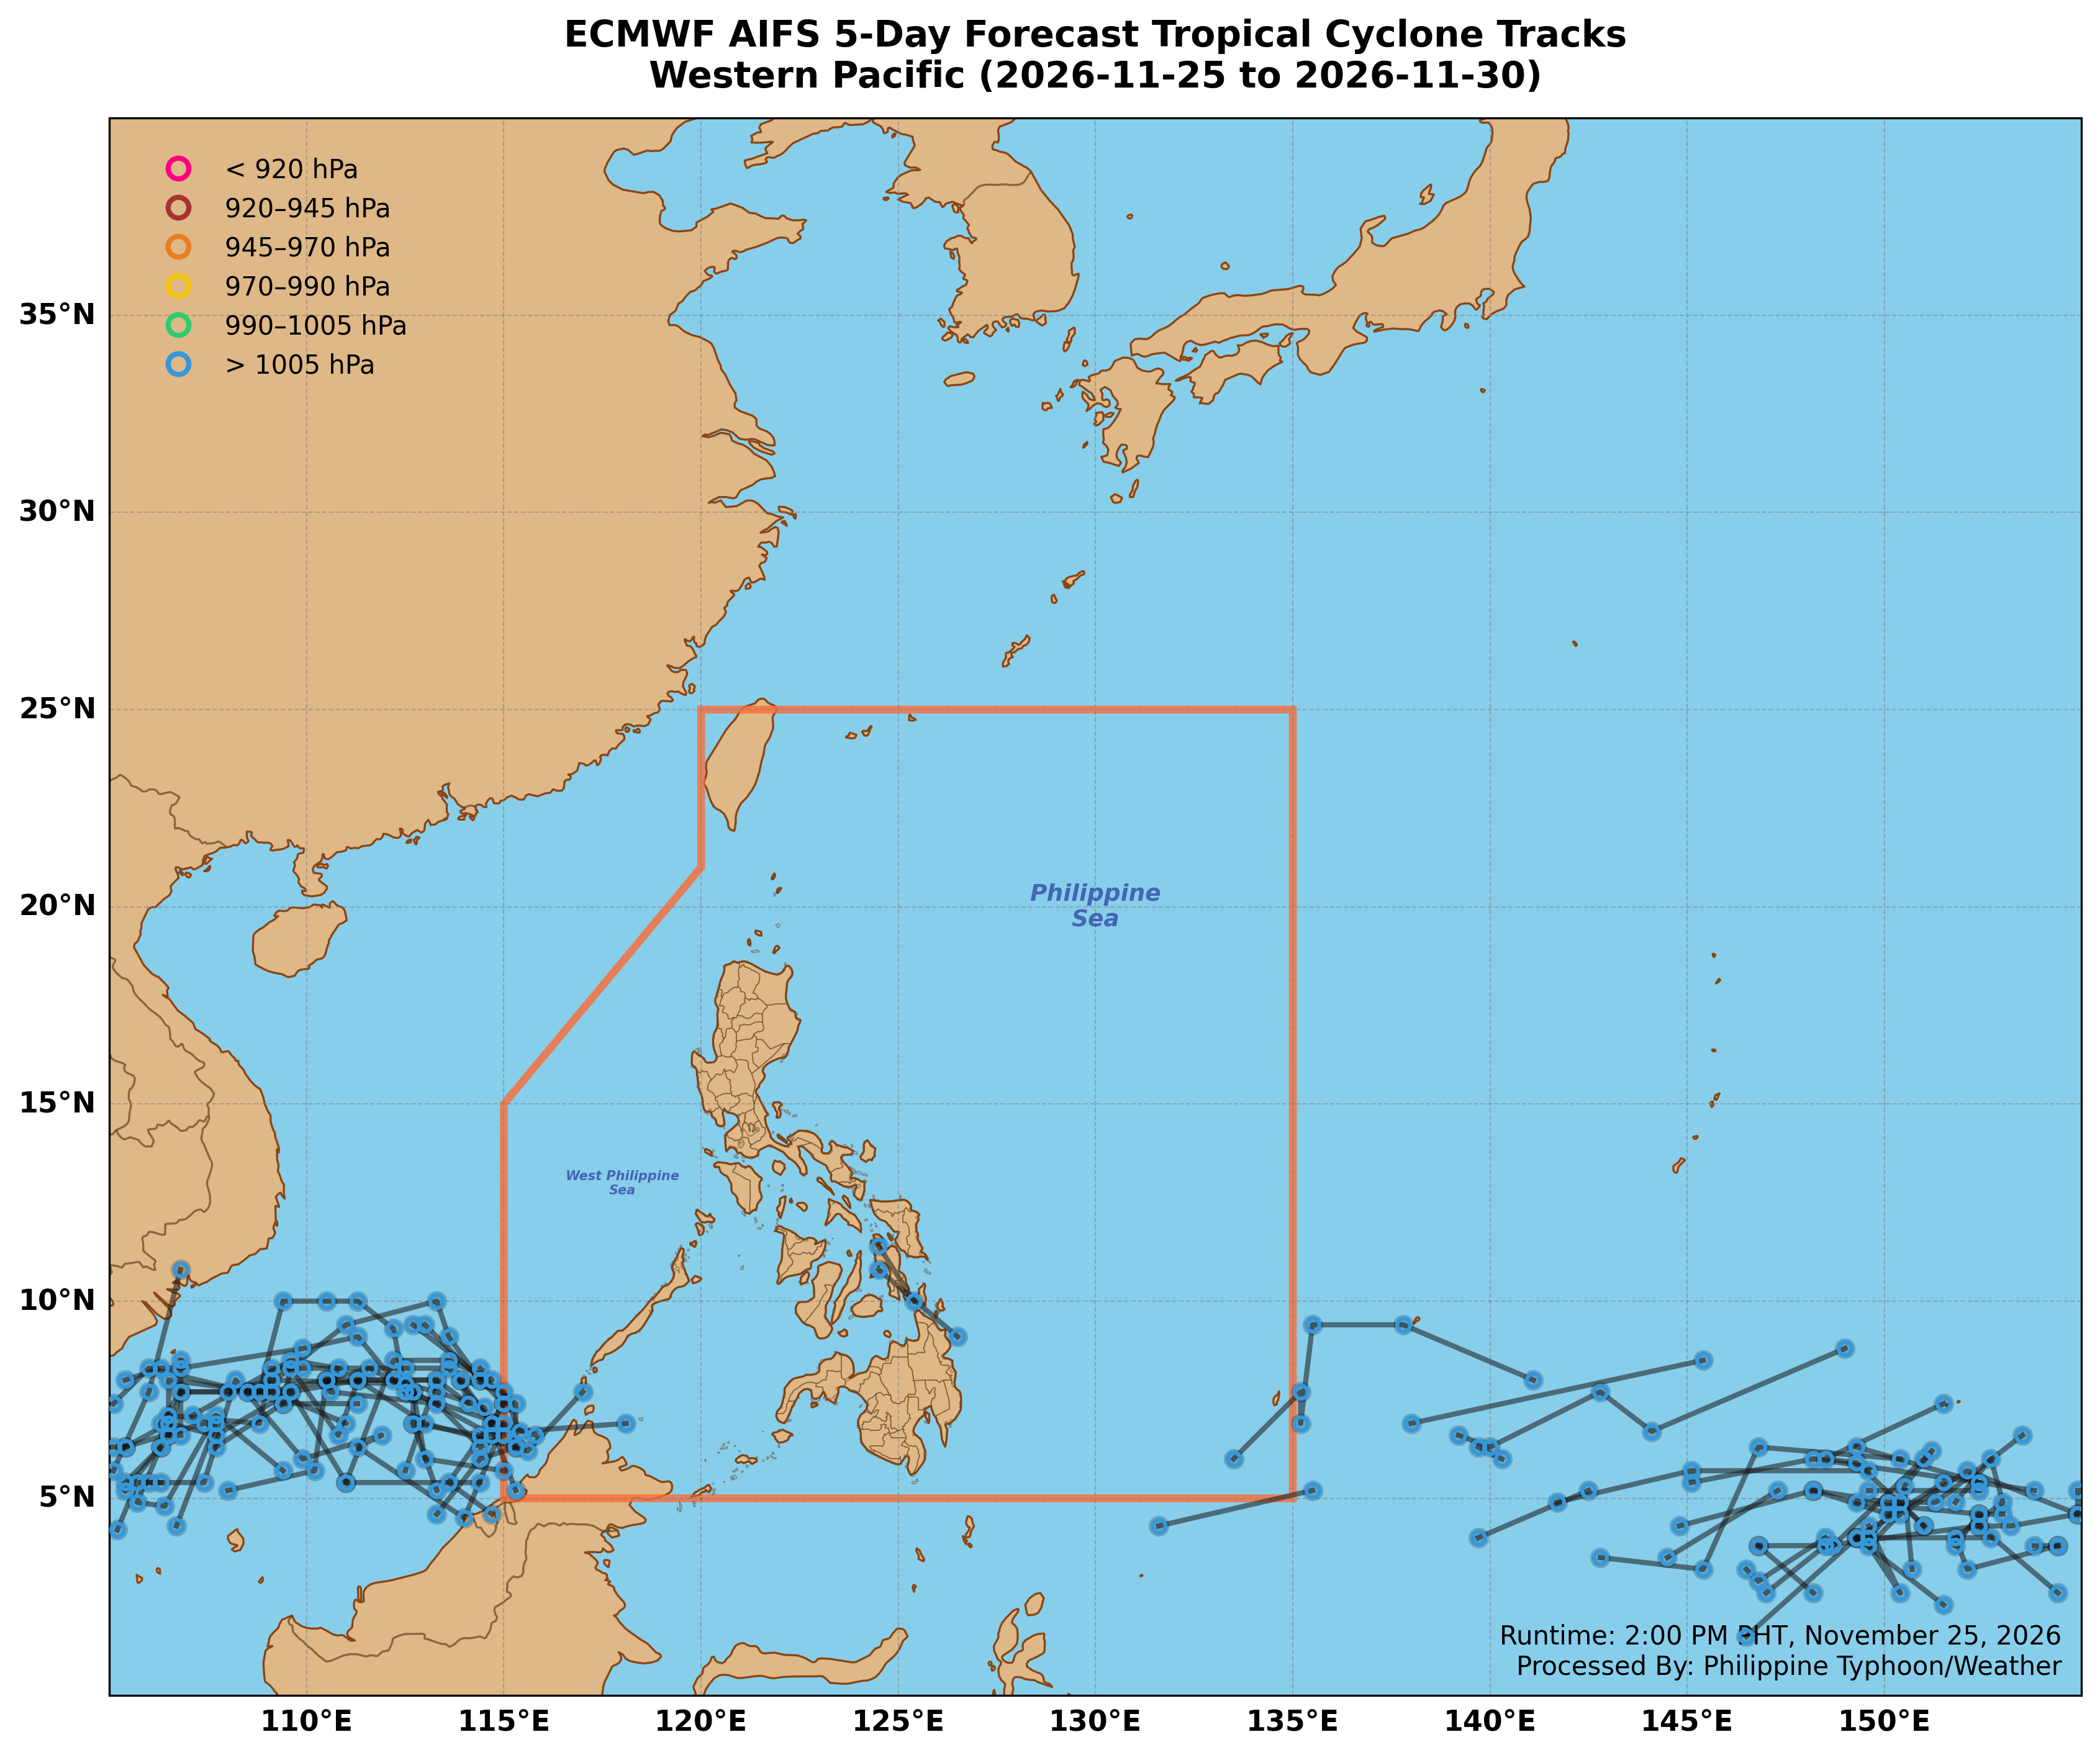 ECMWF AIFS 5-Day Forecast Tropical Cyclone Tracks
Western Pacific (2026-11-25 to 2026-11-30)
< 920 hPa
920–945 hPa
945–970 hPa
970–990 hPa
990–1005 hPa
> 1005 hPa
35°N
30°N
25°N
20°N
15°N
10°N
5°N
Philippine
Sea
West Philippine
Sea
Runtime: 2:00 PM PHT, November 25, 2026
Processed By: Philippine Typhoon/Weather
110°E
115°E
120°E
125°E
130°E
135°E
140°E
145°E
150°E